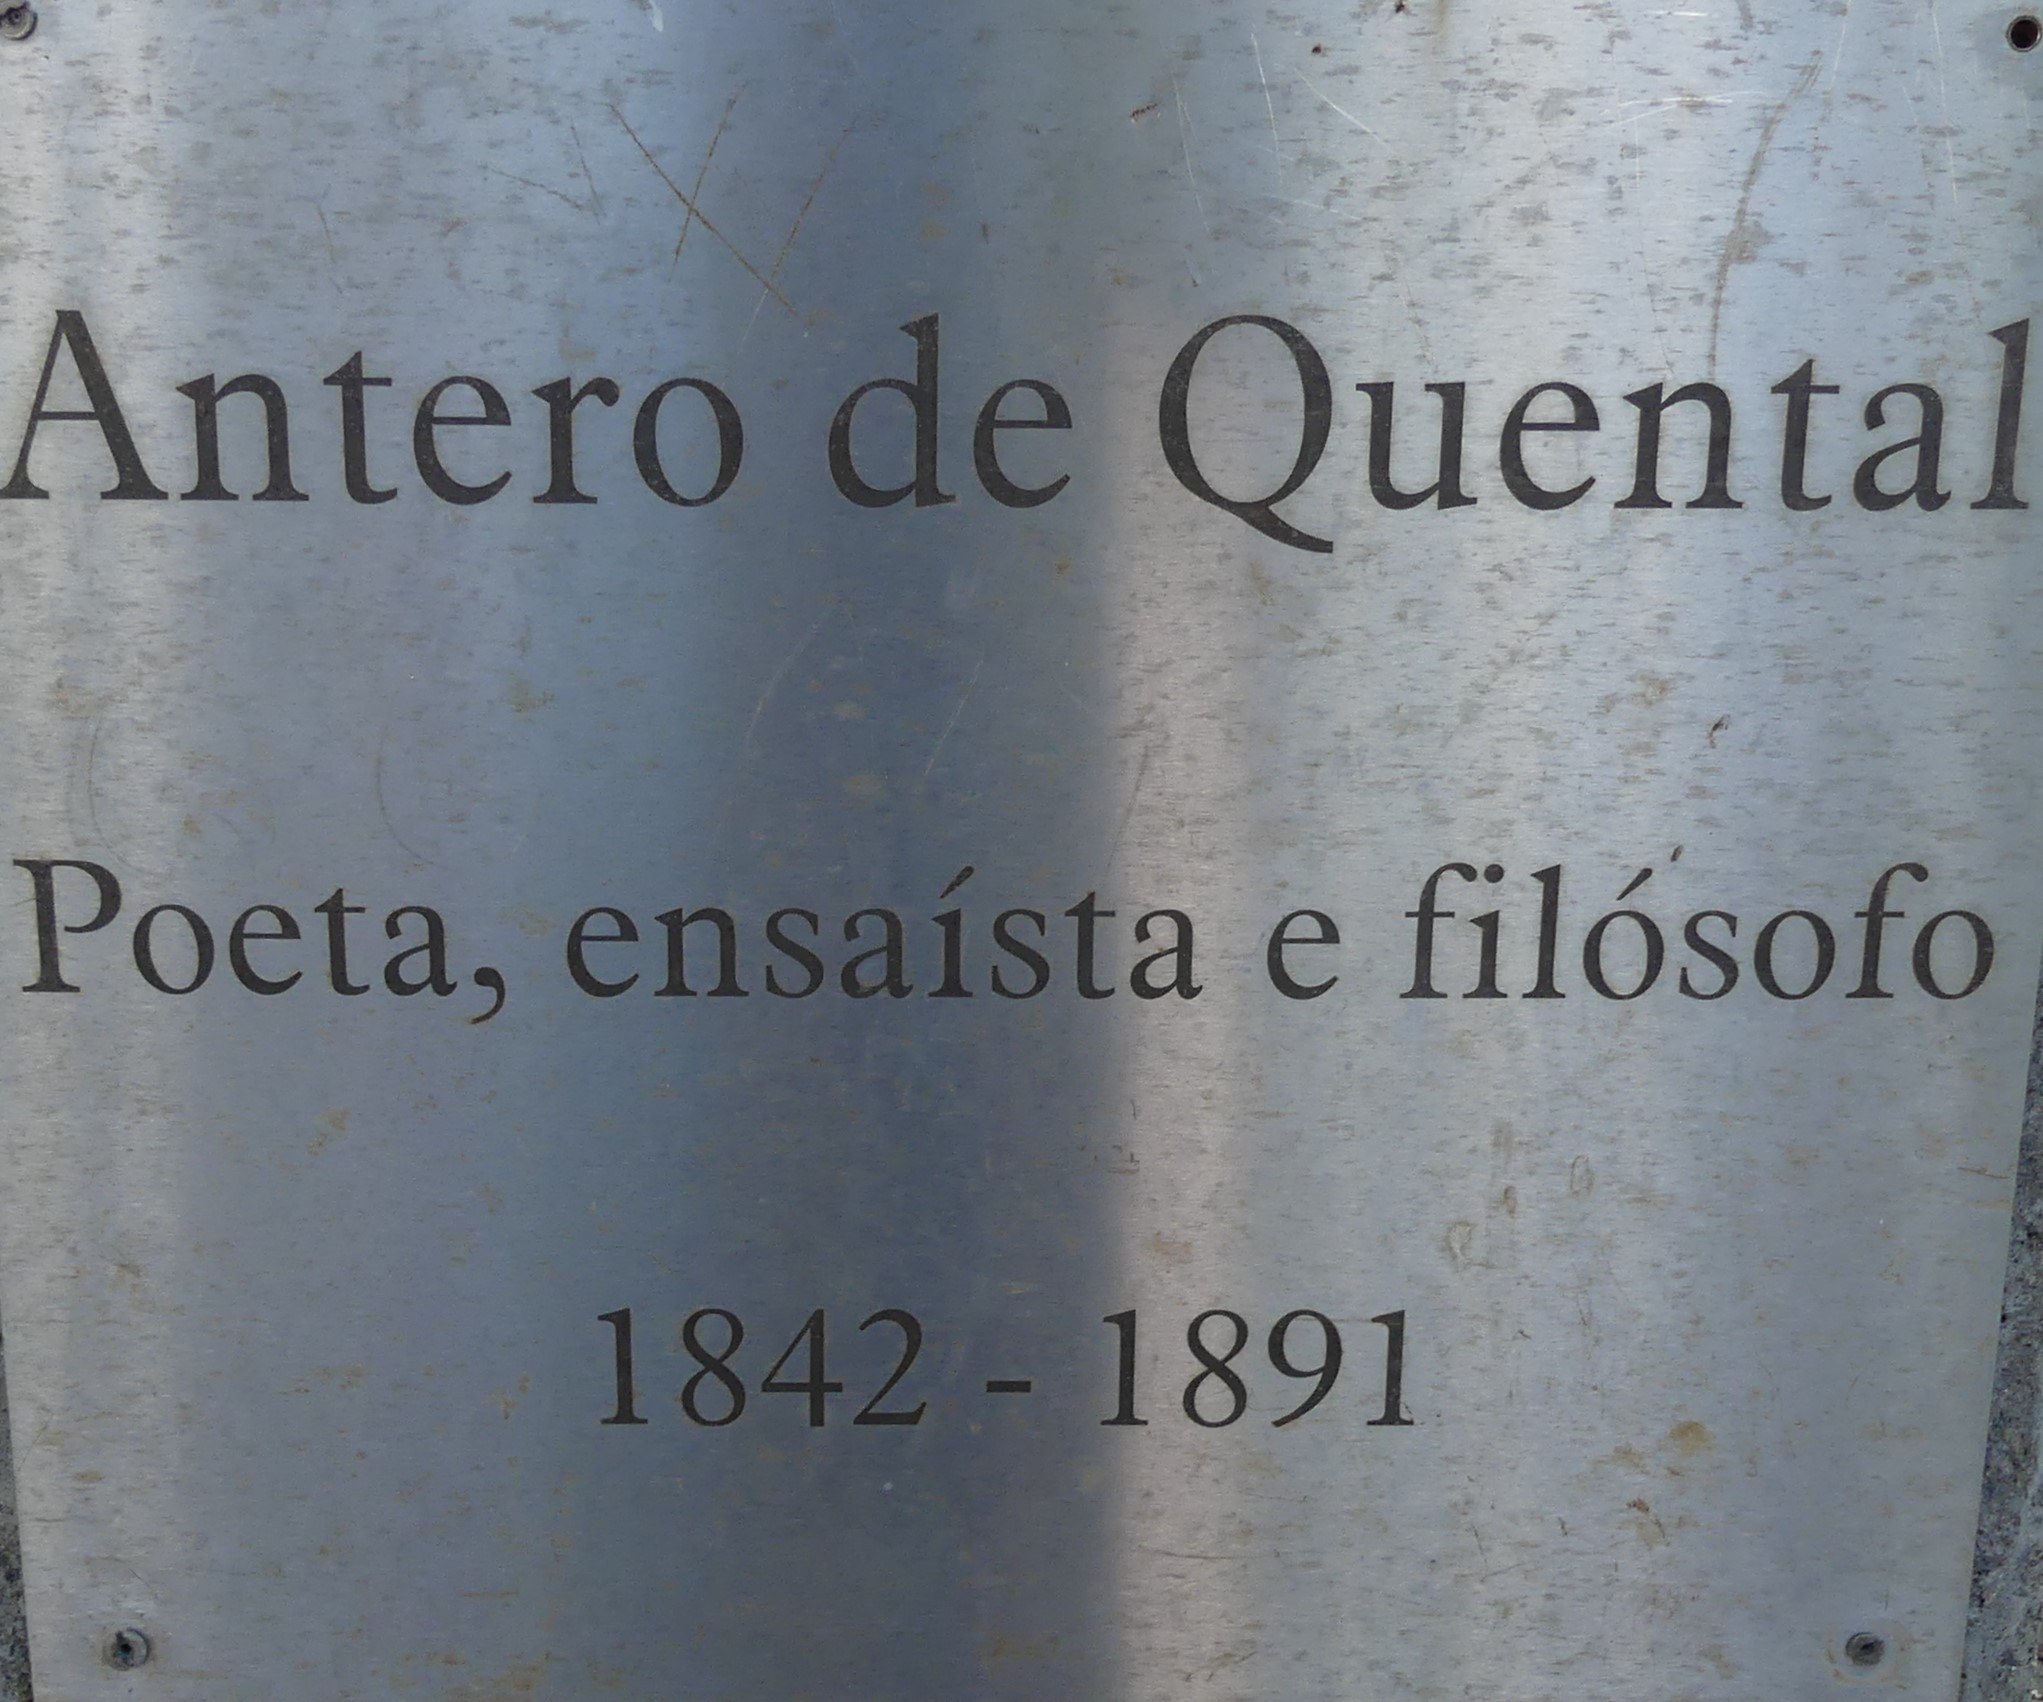 Antero de Quental
Poeta, ensaísta e filósofo
1842 - 1891